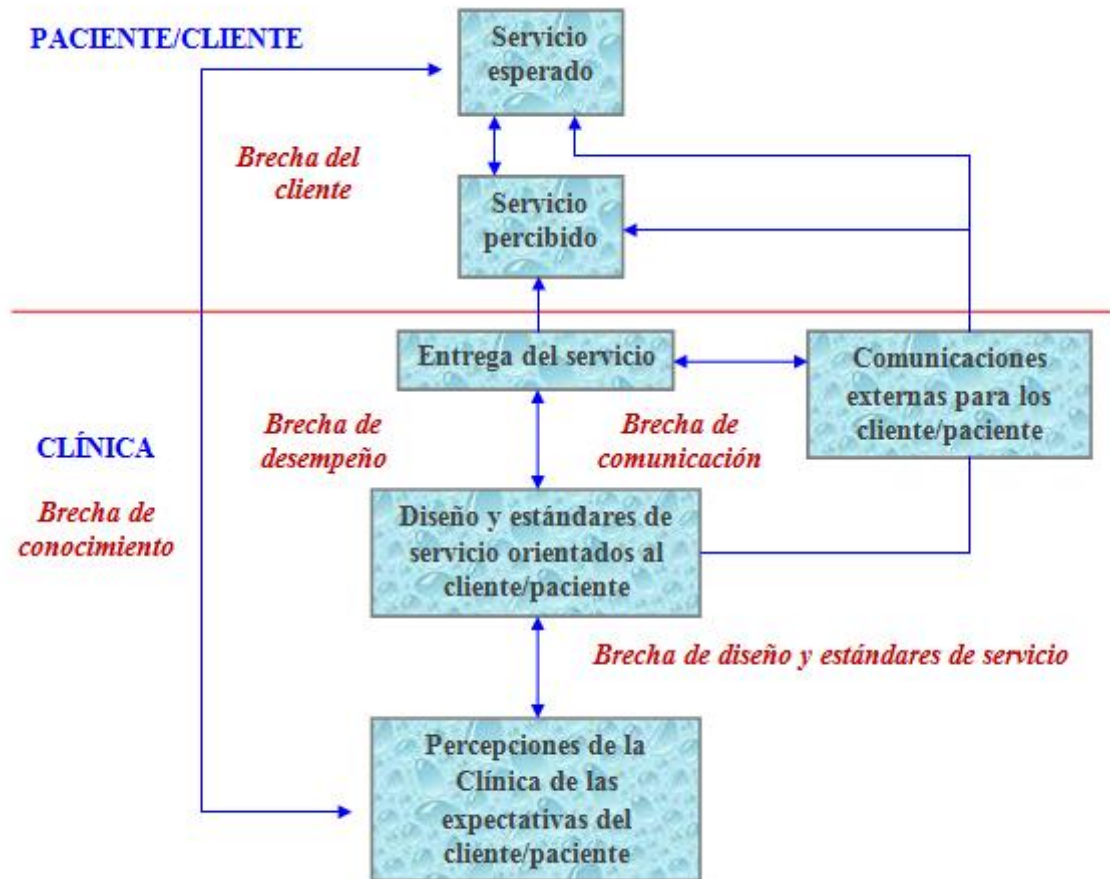 PACIENTE/CLIENTE
Servicio
esperado
Brecha del
cliente
Servicio
percibido
Entrega del servicio
Comunicaciones
externas para los
cliente/paciente
Brecha de
desempeño
Brecha de
comunicación
CLÍNICA
Brecha de
conocimiento
Diseño y estándares de
servicio orientados al
cliente/paciente
Brecha de diseño y estándares de servicio
Percepciones de la
Clínica de las
expectativas del
cliente/paciente